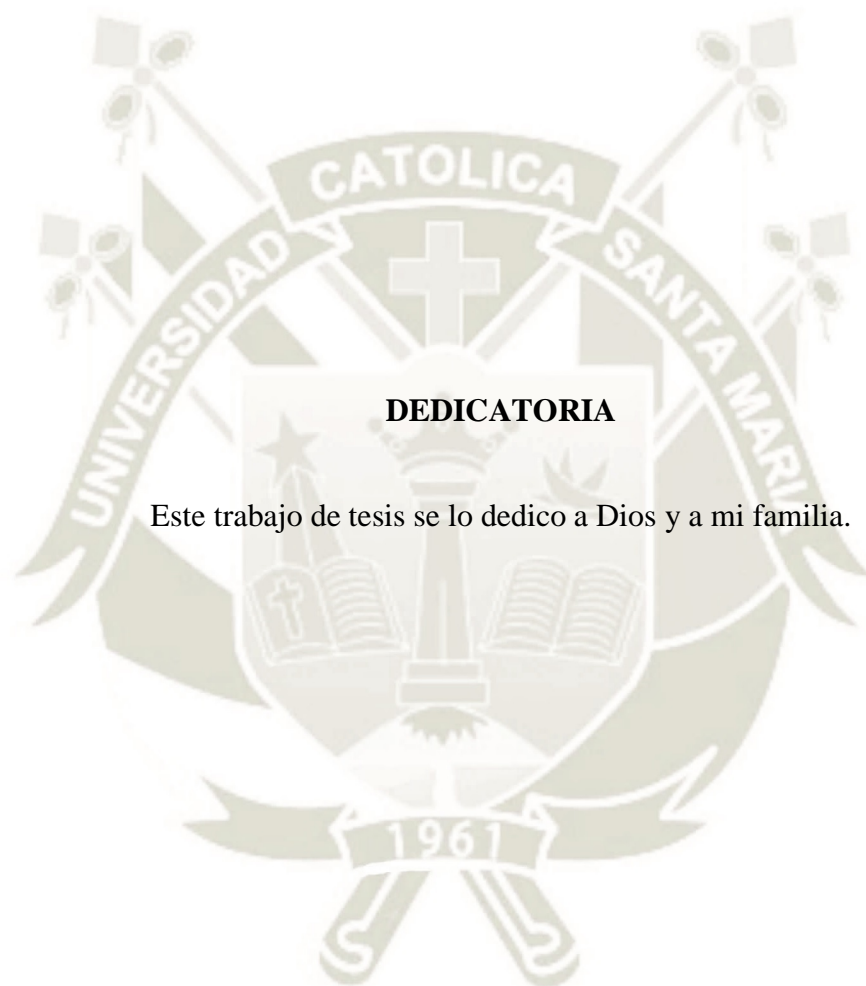 UNIVERSIDAD CATOLICA SANTA MARIA
DEDICATORIA
Este trabajo de tesis se lo dedico a Dios y a mi familia.
1961